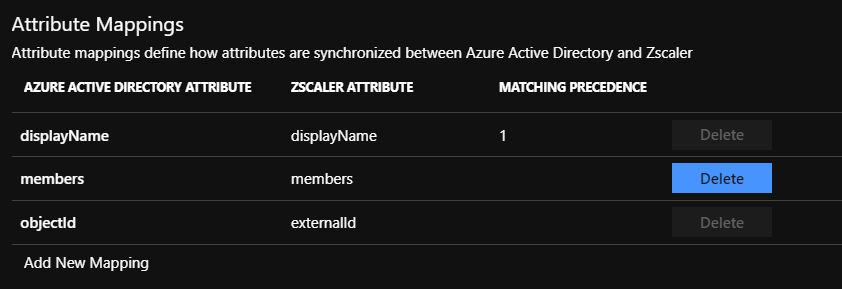 Attribute Mappings
Attribute mappings define how attributes are synchronized between Azure Active Directory and Zscaler
AZURE ACTIVE DIRECTORY ATTRIBUTE ZSCALER ATTRIBUTE MATCHING PRECEDENCE
displayName displayName 1 Delete
members members Delete
objectId externalId Delete
Add New Mapping